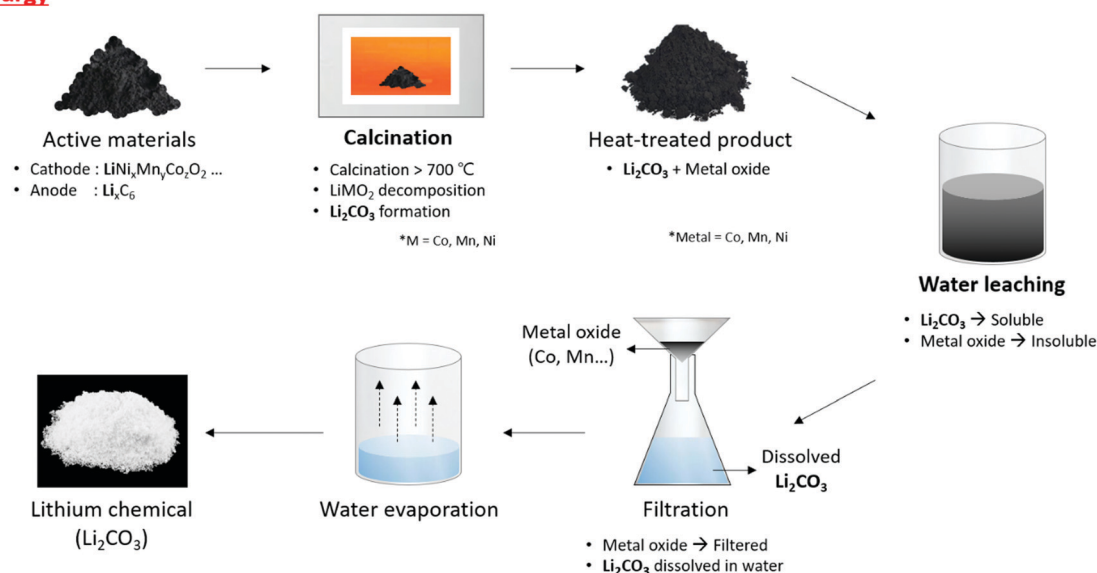 Active materials
• Cathode : LiNiₓMnᵧCo𝓏O₂ ...
• Anode : LiₓC₆
Calcination
• Calcination > 700 ℃
• LiMO₂ decomposition
• Li₂CO₃ formation
*M = Co, Mn, Ni
Heat-treated product
• Li₂CO₃ + Metal oxide
*Metal = Co, Mn, Ni
Water leaching
• Li₂CO₃ → Soluble
• Metal oxide → Insoluble
Metal oxide
(Co, Mn...)
Dissolved
Li₂CO₃
Filtration
• Metal oxide → Filtered
• Li₂CO₃ dissolved in water
Water evaporation
Lithium chemical
(Li₂CO₃)